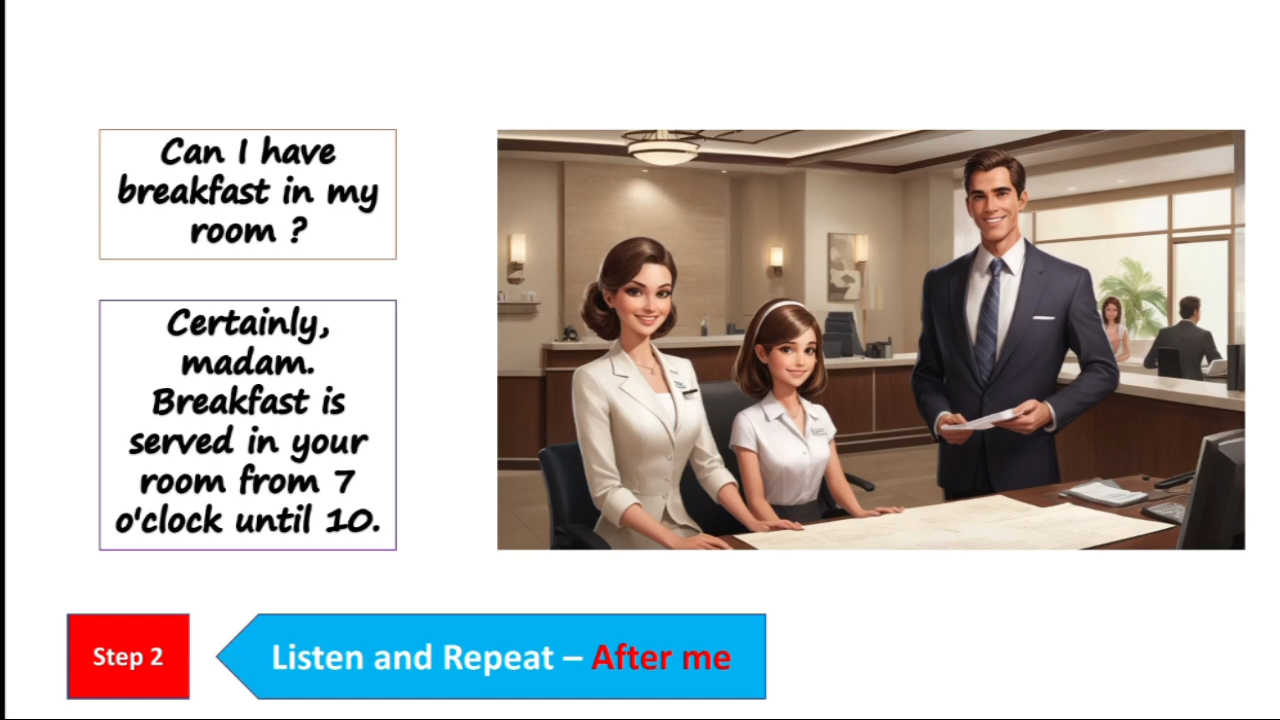 Can I have
breakfast in my
room ?
Certainly,
madam.
Breakfast is
served in your
room from 7
o'clock until 10.
Step 2
Listen and Repeat – After me